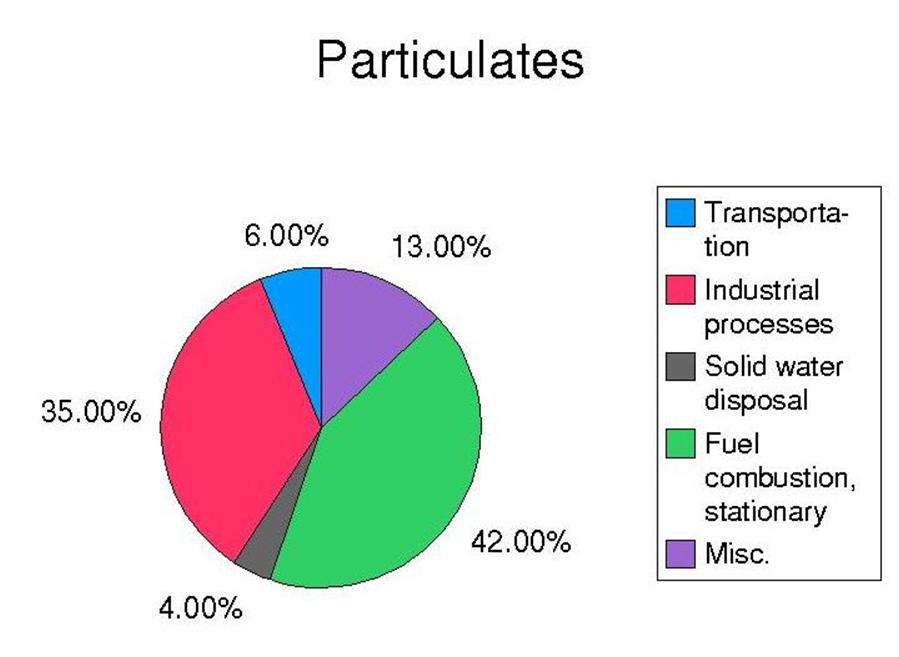 Particulates
6.00%
13.00%
35.00%
42.00%
4.00%
Transporta-
tion
Industrial
processes
Solid water
disposal
Fuel
combustion,
stationary
Misc.